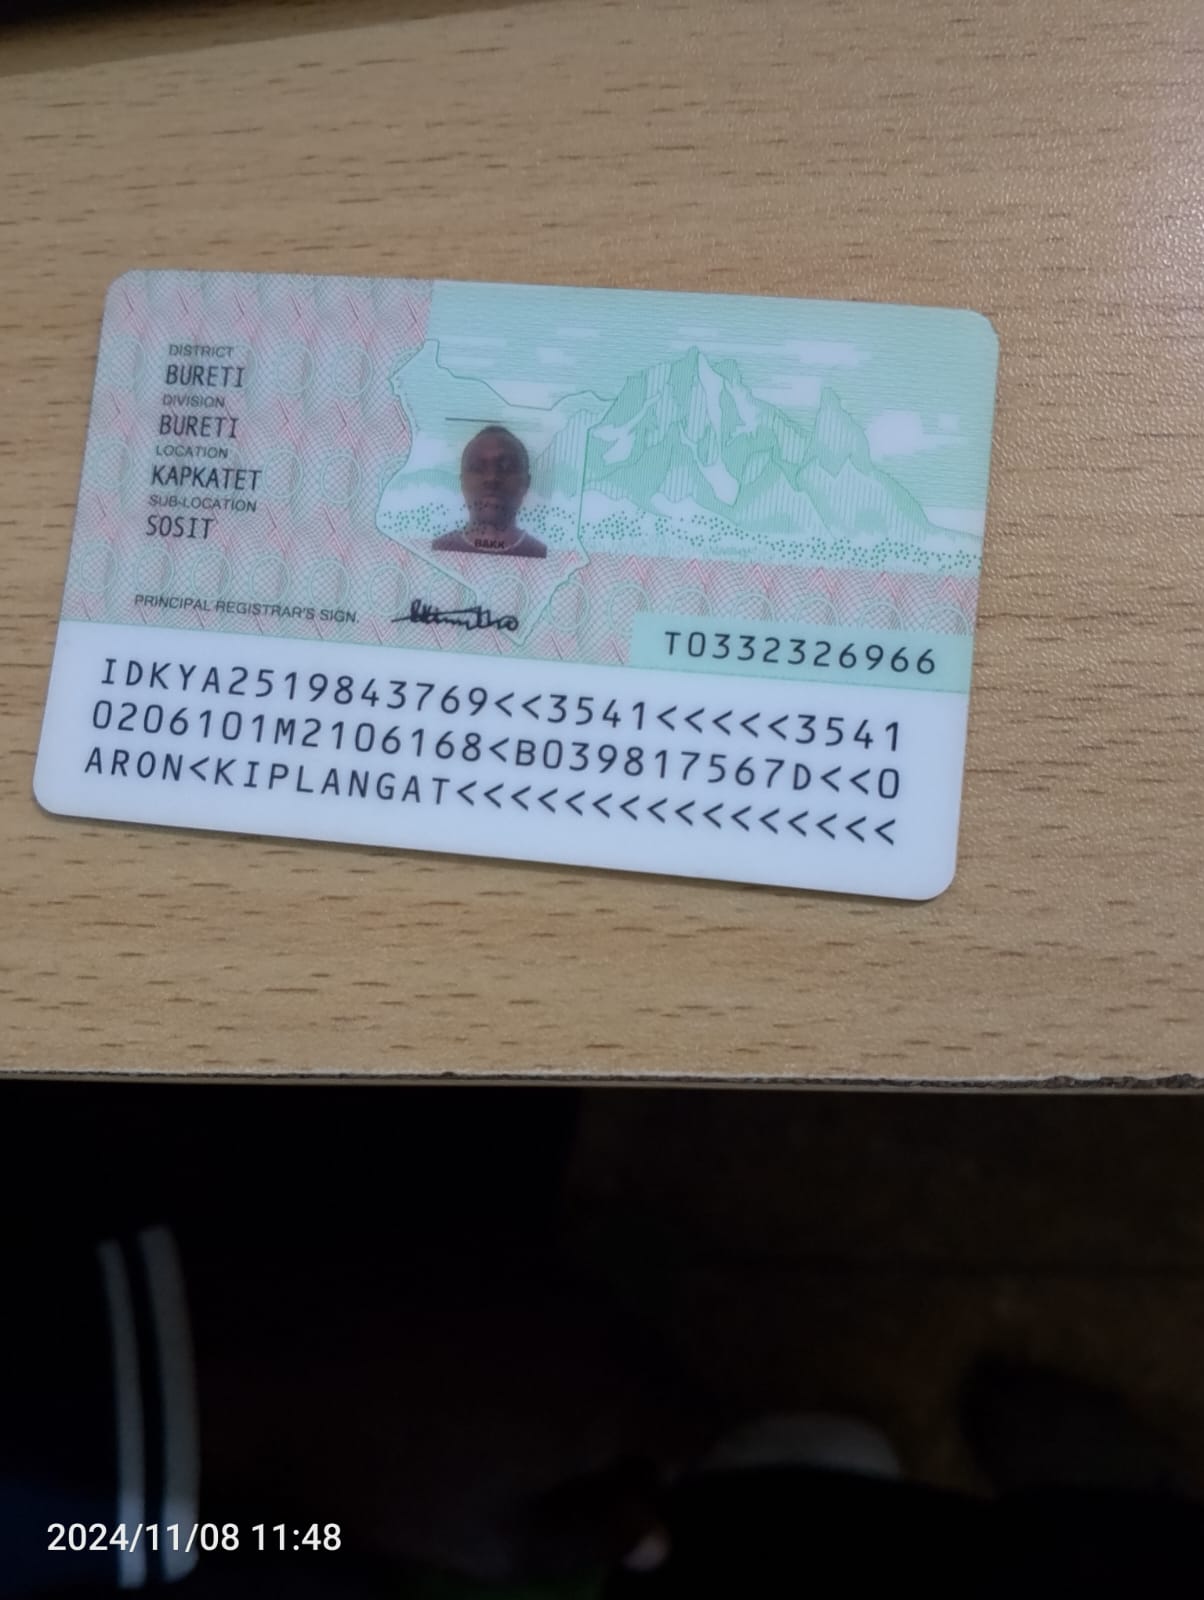 DISTRICT
BURETI
DIVISION
BURETI
LOCATION
KAPKATET
SUB-LOCATION
SOSIT
BAKK
PRINCIPAL REGISTRAR'S SIGN.
T0332326966
IDKYA2519843769<<3541<<<<<3541
0206101M2106168<B039817567D<<0
ARON<KIPLANGAT<<<<<<<<<<<<<<<<
2024/11/08 11:48